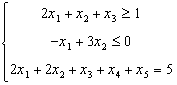 2x₁ + x₂ + x₃ ≥ 1
-x₁ + 3x₂ ≤ 0
2x₁ + 2x₂ + x₃ + x₄ + x₅ = 5